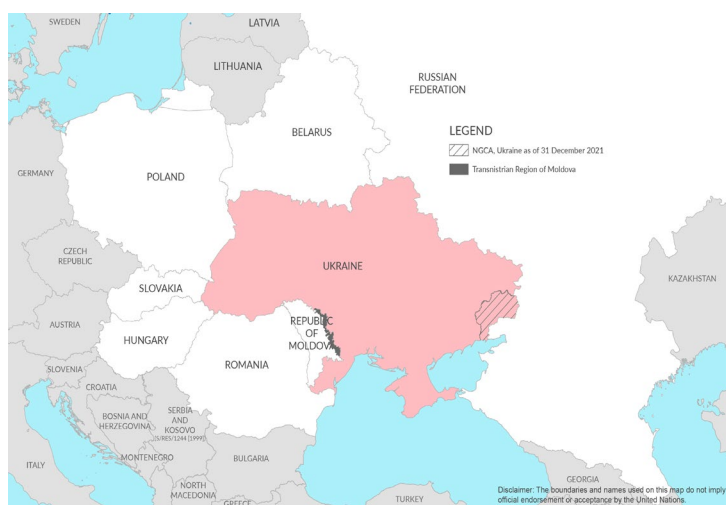 SWEDEN
LATVIA
LITHUANIA
RUSSIAN
FEDERATION
BELARUS
LEGEND
NGCA, Ukraine as of 31 December 2021
Transnistrian Region of Moldova
POLAND
GERMANY
CZECH
REPUBLIC
UKRAINE
KAZAKHSTAN
SLOVAKIA
AUSTRIA
HUNGARY
REPUBLIC
OF
MOLDOVA
ROMANIA
SLOVENIA
CROATIA
BOSNIA AND
HERZEGOVINA
SERBIA
AND
KOSOVO
(S/RES/1244 [1999])
MONTENEGRO
ITALY
BULGARIA
NORTH
MACEDONIA
GREECE
TURKEY
GEORGIA
Disclaimer: The boundaries and names used on this map do not imply
official endorsement or acceptance by the United Nations.